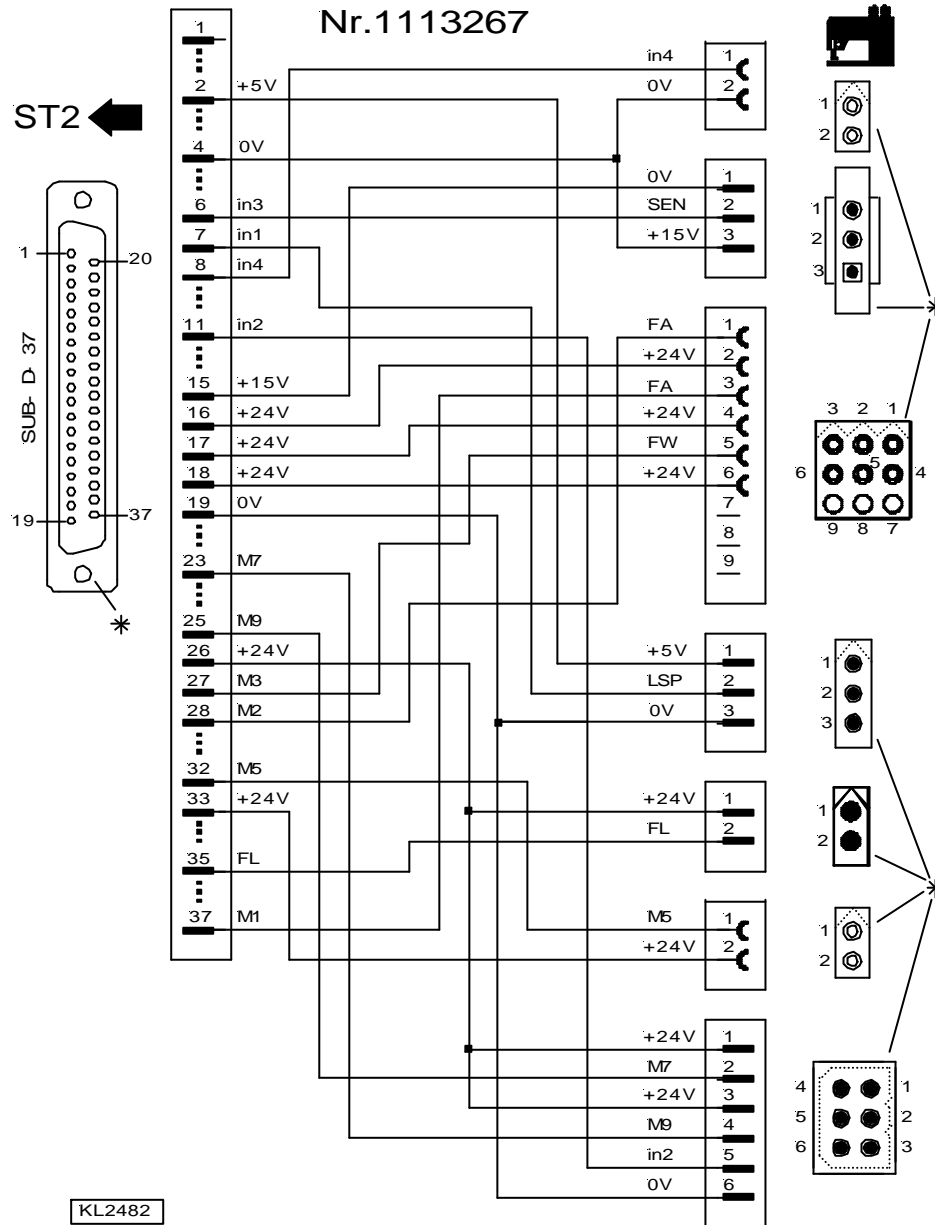 Nr.1113267
ST2
SUB- D- 37
1
20
19
37
1
2 +5V
4 0V
6 in3
7 in1
8 in4
11 in2
15 +15V
16 +24V
17 +24V
18 +24V
19 0V
23 M7
25 M9
26 +24V
27 M3
28 M2
32 M5
33 +24V
35 FL
37 M1
in4 1
0V 2
0V 1
SEN 2
+15V 3
FA 1
+24V 2
FA 3
+24V 4
FW 5
+24V 6
7
8
9
+5V 1
LSP 2
0V 3
+24V 1
FL 2
M5 1
+24V 2
+24V 1
M7 2
+24V 3
M9 4
in2 5
0V 6
1
2
1
2
3
3 2 1
6 5 4
9 8 7
1
2
3
1
2
1
2
4 1
5 2
6 3
KL2482